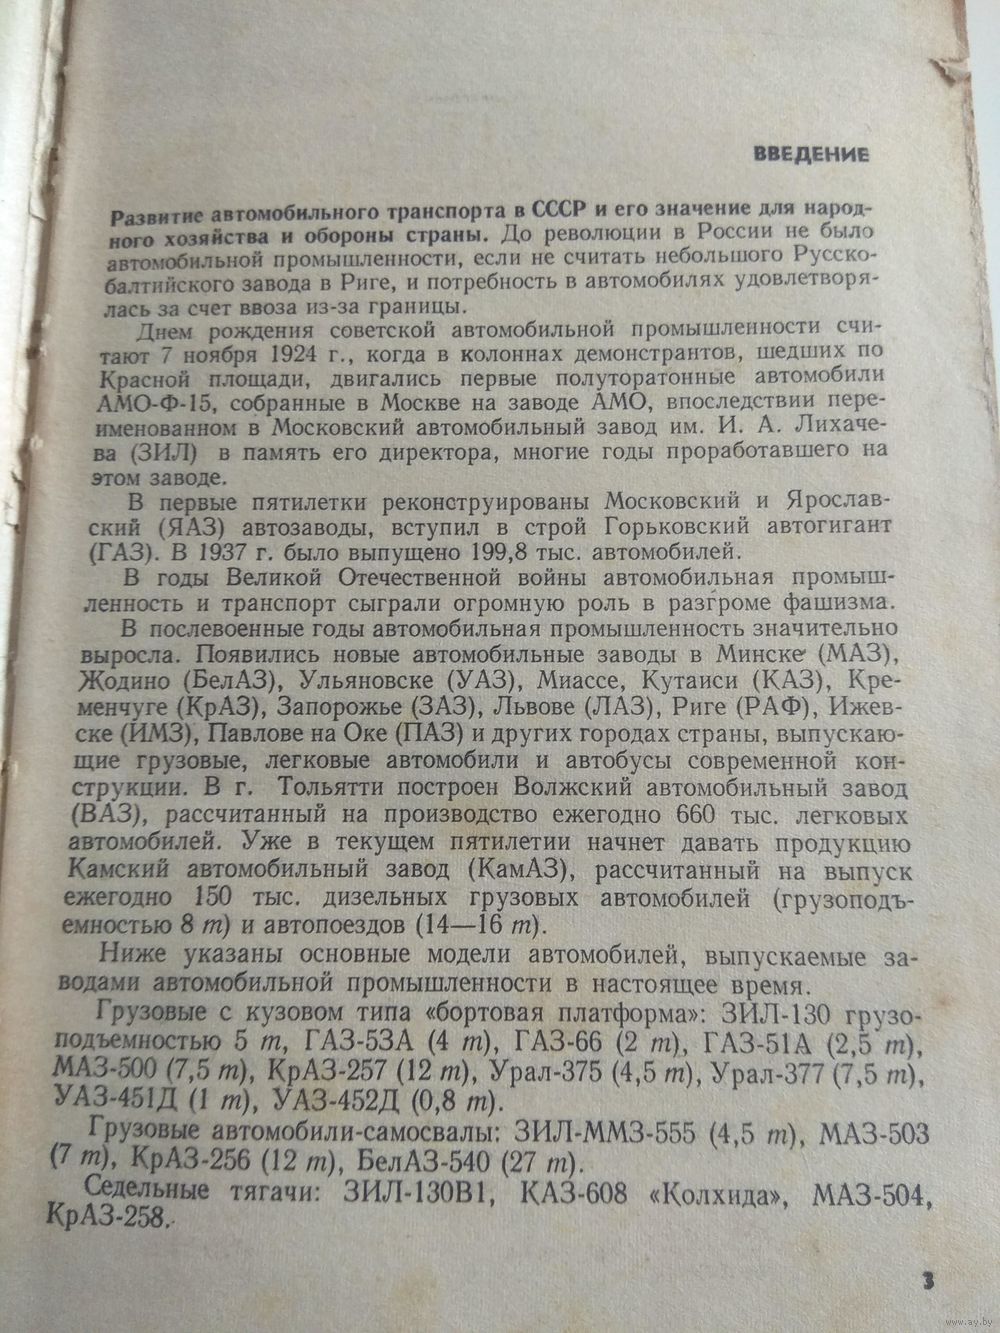 ВВЕДЕНИЕ
Развитие автомобильного транспорта в СССР и его значение для народ-
ного хозяйства и обороны страны. До революции в России не было
автомобильной промышленности, если не считать небольшого Русско-
балтийского завода в Риге, и потребность в автомобилях удовлетворя-
лась за счет ввоза из-за границы.
Днем рождения советской автомобильной промышленности счи-
тают 7 ноября 1924 г., когда в колоннах демонстрантов, шедших по
Красной площади, двигались первые полуторатонные автомобили
АМО-Ф-15, собранные в Москве на заводе АМО, впоследствии пере-
именованном в Московский автомобильный завод им. И. А. Лихаче-
ва (ЗИЛ) в память его директора, многие годы проработавшего на
этом заводе.
В первые пятилетки реконструированы Московский и Ярослав-
ский (ЯАЗ) автозаводы, вступил в строй Горьковский автогигант
(ГАЗ). В 1937 г. было выпущено 199,8 тыс. автомобилей.
В годы Великой Отечественной войны автомобильная промыш-
ленность и транспорт сыграли огромную роль в разгроме фашизма.
В послевоенные годы автомобильная промышленность значительно
выросла. Появились новые автомобильные заводы в Минске (МАЗ),
Жодино (БелАЗ), Ульяновске (УАЗ), Миассе, Кутаиси (КАЗ), Кре-
менчуге (КрАЗ), Запорожье (ЗАЗ), Львове (ЛАЗ), Риге (РАФ), Ижев-
ске (ИМЗ), Павлове на Оке (ПАЗ) и других городах страны, выпускаю-
щие грузовые, легковые автомобили и автобусы современной кон-
струкции. В г. Тольятти построен Волжский автомобильный завод
(ВАЗ), рассчитанный на производство ежегодно 660 тыс. легковых
автомобилей. Уже в текущем пятилетии начнет давать продукцию
Камский автомобильный завод (КамАЗ), рассчитанный на выпуск
ежегодно 150 тыс. дизельных грузовых автомобилей (грузоподъ-
емностью 8 т) и автопоездов (14—16 т).
Ниже указаны основные модели автомобилей, выпускаемые за-
водами автомобильной промышленности в настоящее время.
Грузовые с кузовом типа «бортовая платформа»: ЗИЛ-130 грузо-
подъемностью 5 т, ГАЗ-53А (4 т), ГАЗ-66 (2 т), ГАЗ-51А (2,5 т),
МАЗ-500 (7,5 т), КрАЗ-257 (12 т), Урал-375 (4,5 т), Урал-377 (7,5 т),
УАЗ-451Д (1 т), УАЗ-452Д (0,8 т).
Грузовые автомобили-самосвалы: ЗИЛ-ММЗ-555 (4,5 т), МАЗ-503
(7 т), КрАЗ-256 (12 т), БелАЗ-540 (27 т).
Седельные тягачи: ЗИЛ-130В1, КАЗ-608 «Колхида», МАЗ-504,
КрАЗ-258.
3
www.ay.by